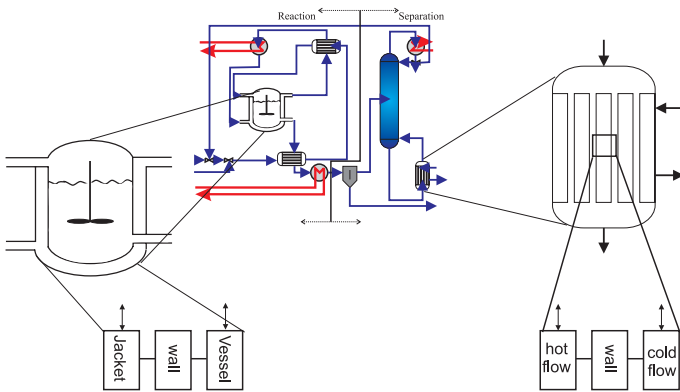 Reaction
Separation
Jacket
wall
Vessel
hot
flow
wall
cold
flow